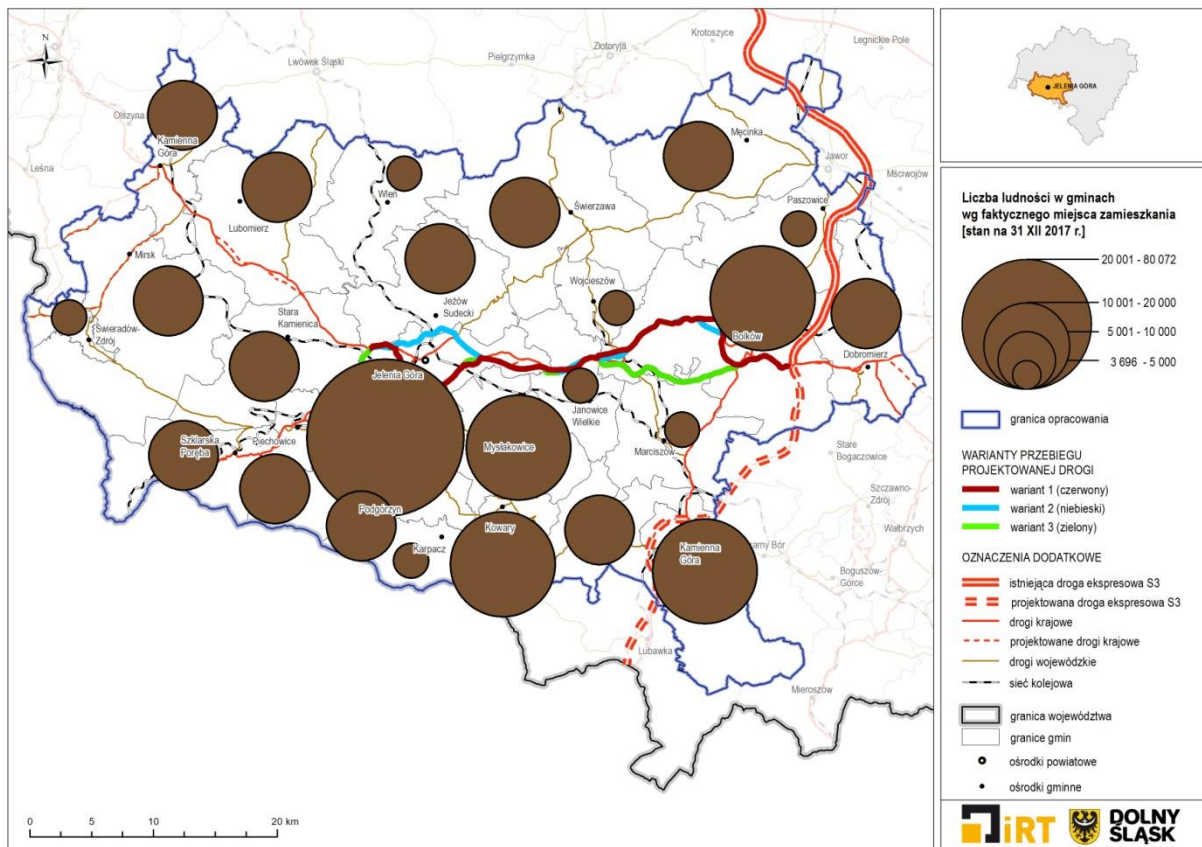 N
Krotoszyce
Legnickie Pole
Złotoryja
Pielgrzymka
Lwówek Śląski
Olszyna
Kamienna
Góra
Leśna
Męcinka
Jawor
Mściwojów
Wleń
Lubomierz
Świerzawa
Paszowice
Mirsk
Wojcieszów
Jeżów
Sudecki
Stara
Kamienica
Świeradów-
Zdrój
Bolków
Dobromierz
Jelenia Góra
Janowice
Wielkie
Szklarska
Poręba
Piechowice
Mysłakowice
Marciszów
Stare
Bogaczowice
Szczawno-
Zdrój
Wałbrzych
Podgórzyn
Kowary
Karpacz
Kamienna
Góra
zarny Bór
Boguszów-
Gorce
Lubawka
Mieroszów
0 5 10 20 km
JELENIA GÓRA
Liczba ludności w gminach
wg faktycznego miejsca zamieszkania
[stan na 31 XII 2017 r.]
20 001 - 80 072
10 001 - 20 000
5 001 - 10 000
3 696 - 5 000
granica opracowania
WARIANTY PRZEBIEGU
PROJEKTOWANEJ DROGI
wariant 1 (czerwony)
wariant 2 (niebieski)
wariant 3 (zielony)
OZNACZENIA DODATKOWE
istniejąca droga ekspresowa S3
projektowana droga ekspresowa S3
drogi krajowe
projektowane drogi krajowe
drogi wojewódzkie
sieć kolejowa
granica województwa
granice gmin
ośrodki powiatowe
ośrodki gminne
iRT
DOLNY
ŚLĄSK